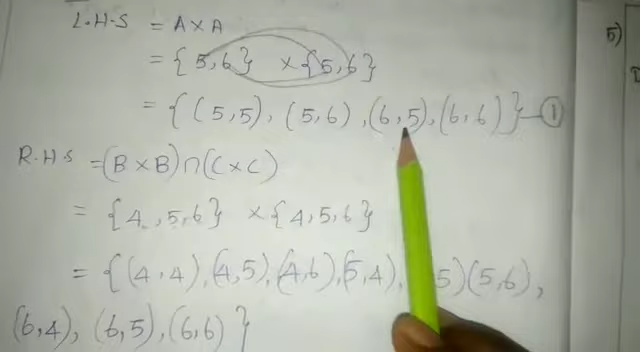 L.H.S = A×A
= {5,6} × {5,6}
= {(5,5), (5,6), (6,5), (6,6)} — ①
R.H.S = (B×B)∩(C×C)
= {4,5,6} × {4,5,6}
= {(4,4),(4,5),(4,6),(5,4), 5)(5,6),
(6,4), (6,5), (6,6)}
5)